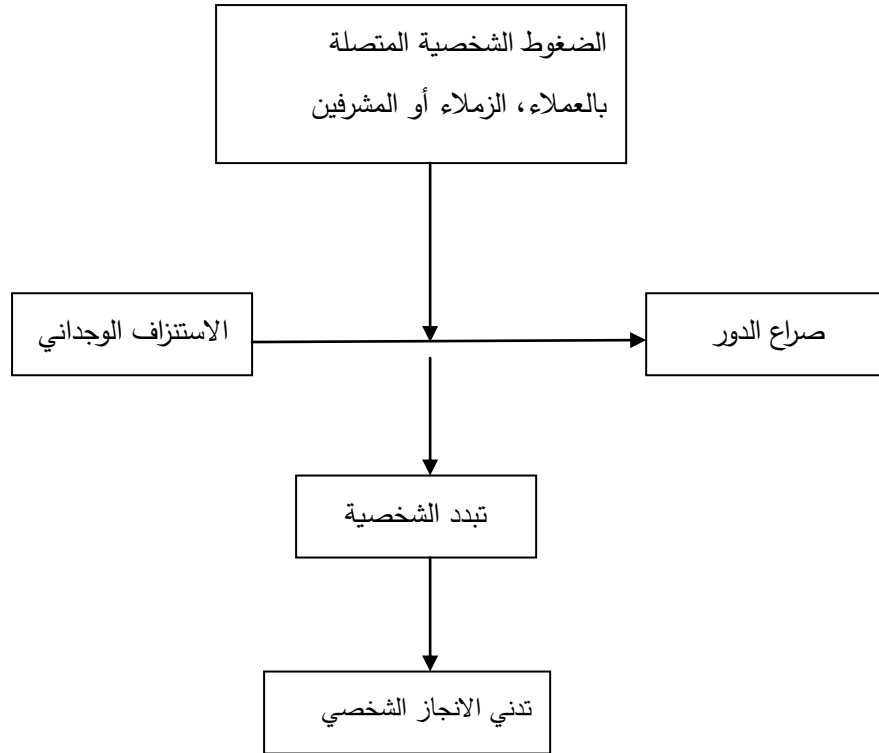 الضغوط الشخصية المتصلة
بالعملاء، الزملاء أو المشرفين
صراع الدور
الاستنزاف الوجداني
تبدد الشخصية
تدني الانجاز الشخصي